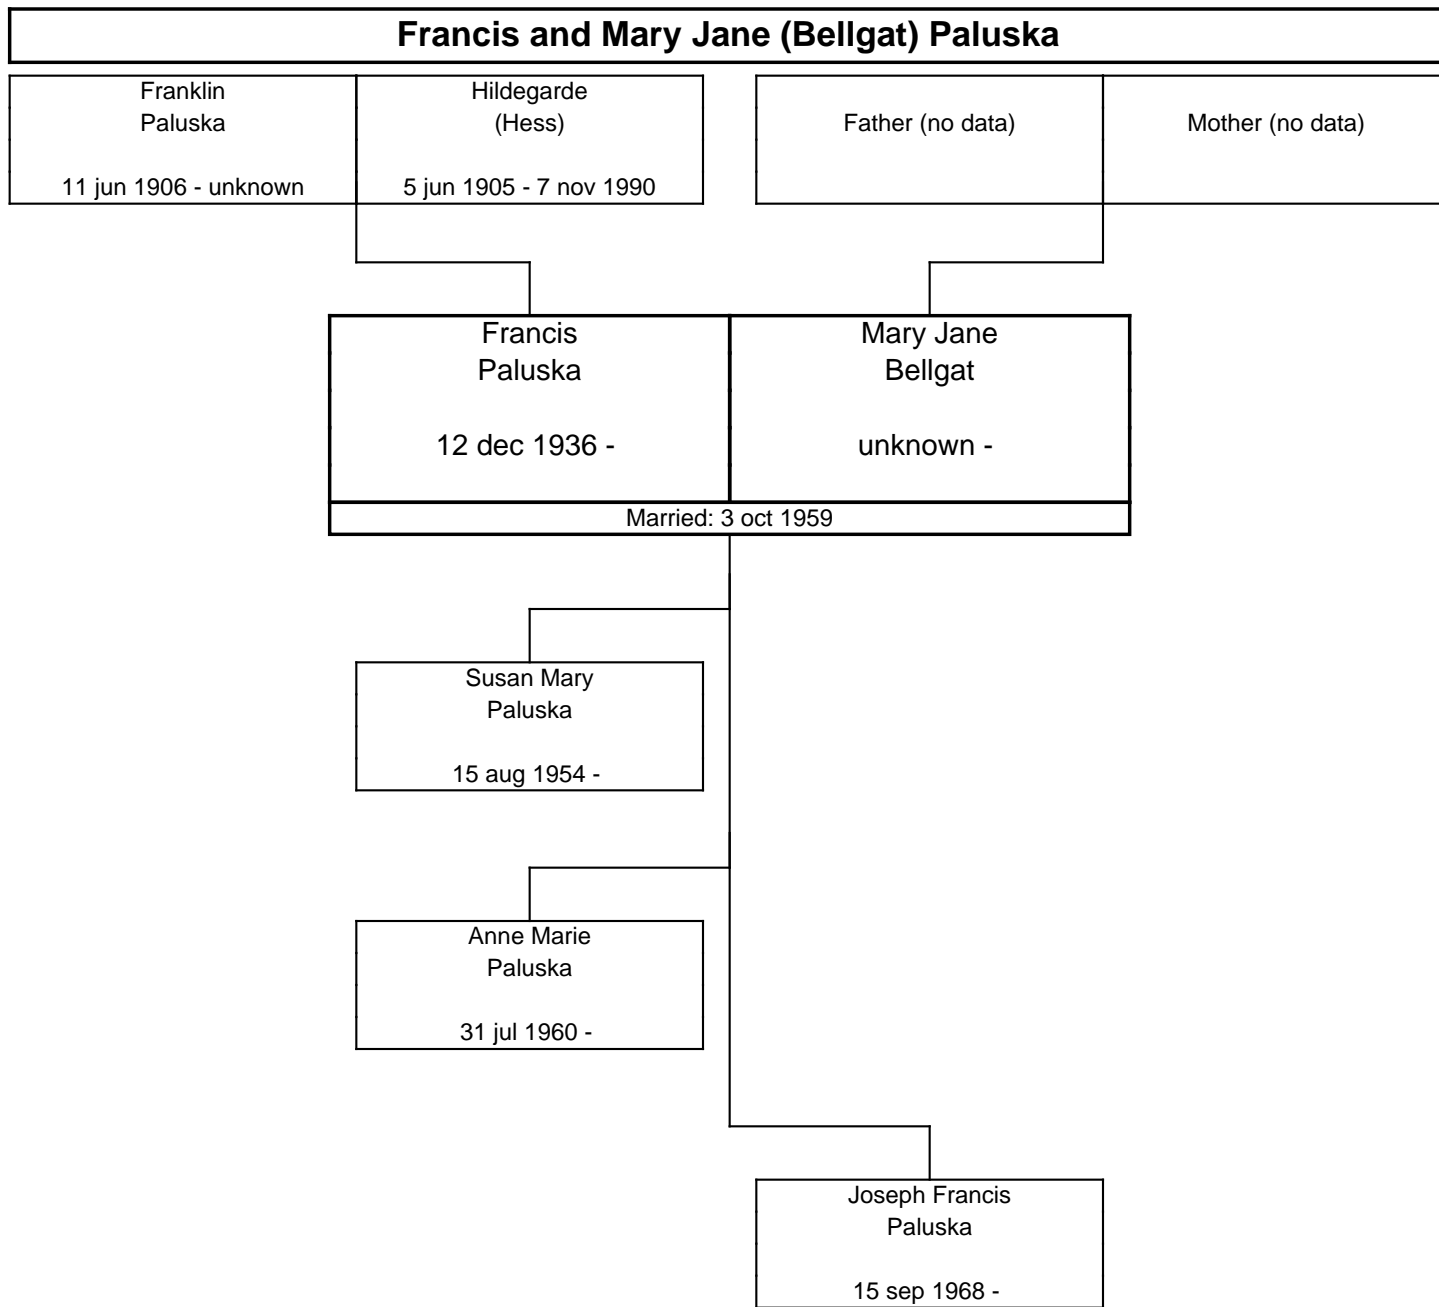 Francis and Mary Jane (Bellgat) Paluska
Franklin
Paluska
11 jun 1906 - unknown
Hildegarde
(Hess)
5 jun 1905 - 7 nov 1990
Father (no data)
Mother (no data)
Francis
Paluska
12 dec 1936 -
Mary Jane
Bellgat
unknown -
Married: 3 oct 1959
Susan Mary
Paluska
15 aug 1954 -
Anne Marie
Paluska
31 jul 1960 -
Joseph Francis
Paluska
15 sep 1968 -